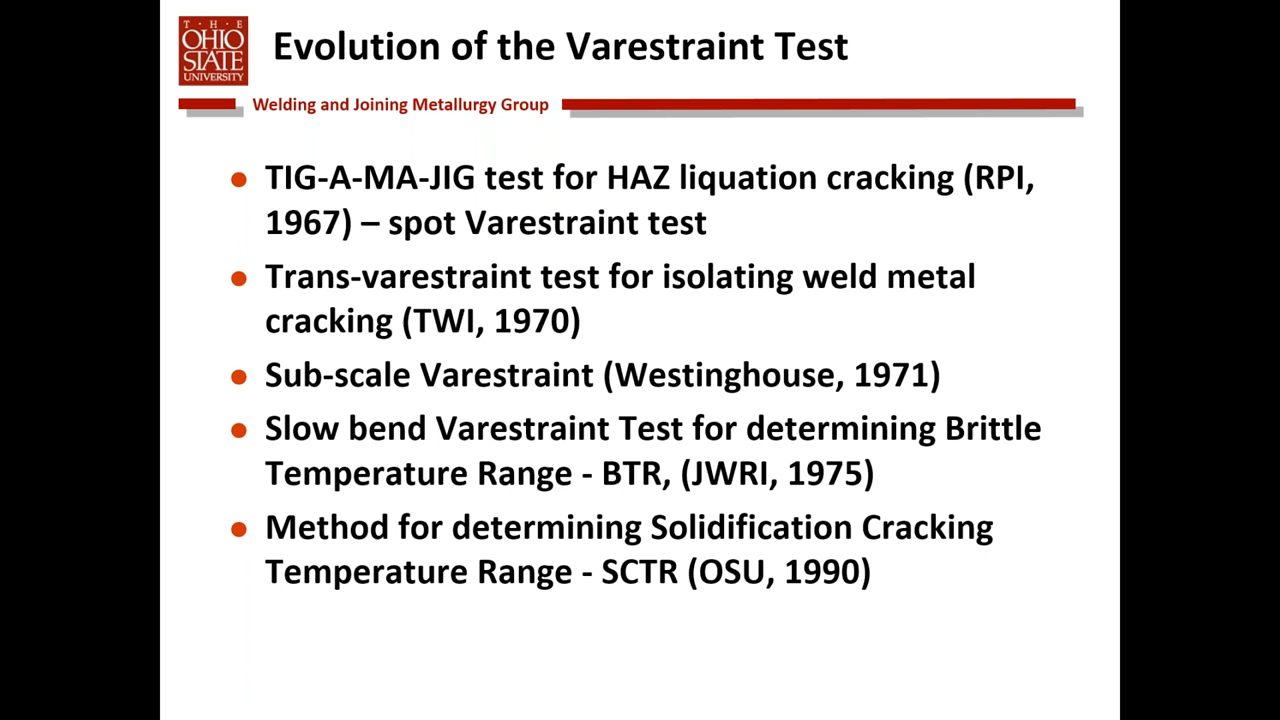 T · H · E
OHIO
STATE
UNIVERSITY
Evolution of the Varestraint Test
Welding and Joining Metallurgy Group
TIG-A-MA-JIG test for HAZ liquation cracking (RPI,
1967) – spot Varestraint test
Trans-varestraint test for isolating weld metal
cracking (TWI, 1970)
Sub-scale Varestraint (Westinghouse, 1971)
Slow bend Varestraint Test for determining Brittle
Temperature Range - BTR, (JWRI, 1975)
Method for determining Solidification Cracking
Temperature Range - SCTR (OSU, 1990)